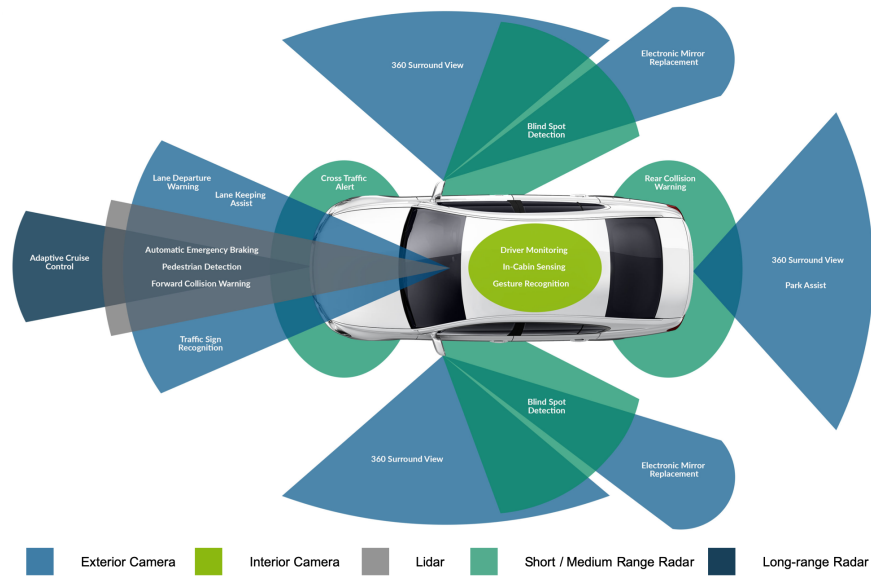 Electronic Mirror
Replacement
360 Surround View
Blind Spot
Detection
Lane Departure
Warning
Lane Keeping
Assist
Cross Traffic
Alert
Rear Collision
Warning
Adaptive Cruise
Control
Automatic Emergency Braking
Pedestrian Detection
Forward Collision Warning
Driver Monitoring
In-Cabin Sensing
Gesture Recognition
360 Surround View
Park Assist
Traffic Sign
Recognition
Blind Spot
Detection
360 Surround View
Electronic Mirror
Replacement
Exterior Camera
Interior Camera
Lidar
Short / Medium Range Radar
Long-range Radar